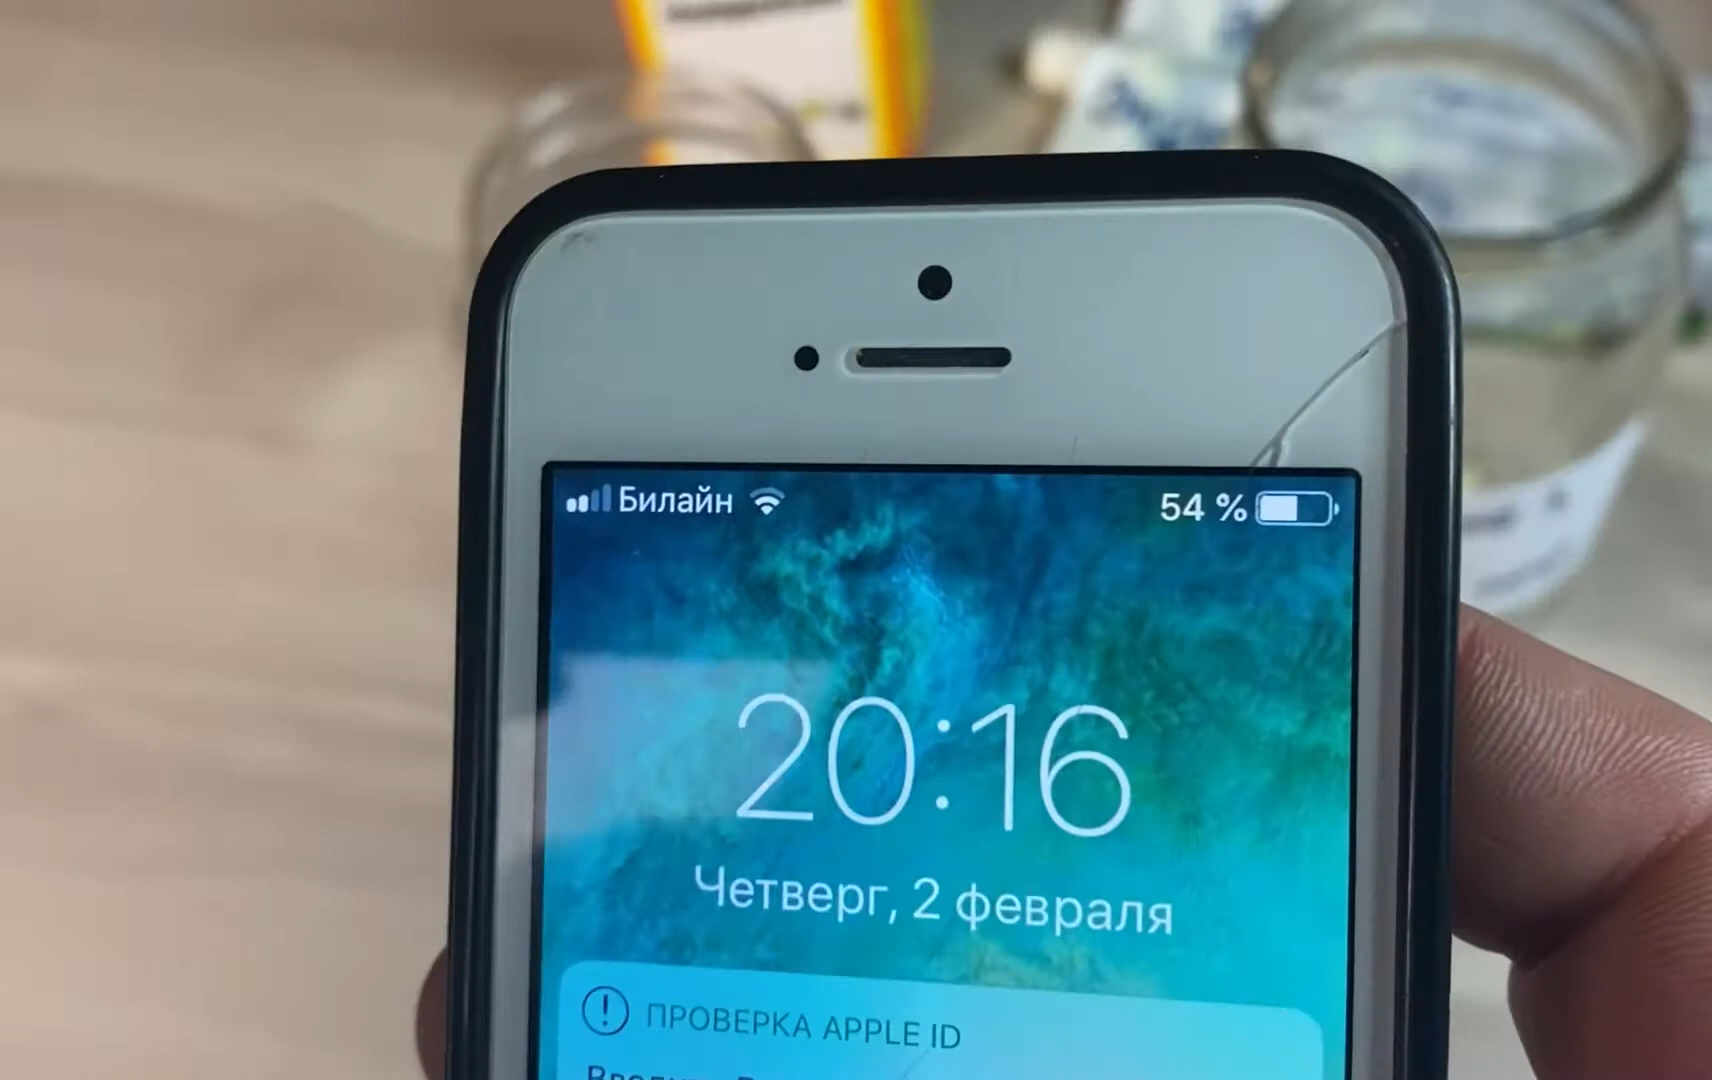 Билайн 54 %
20:16
Четверг, 2 февраля
ПРОВЕРКА APPLE ID